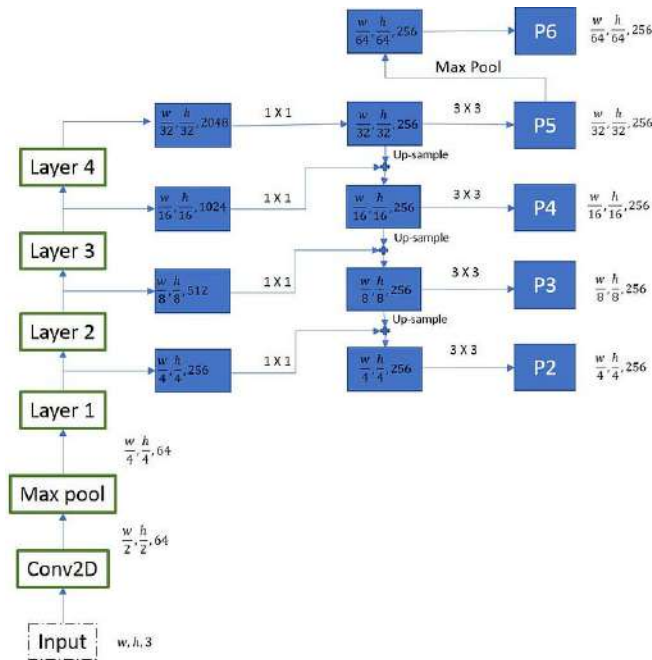 w/64, h/64, 256
P6
w/64, h/64, 256
Max Pool
w/32, h/32, 2048
1 X 1
w/32, h/32, 256
3 X 3
P5
w/32, h/32, 256
Layer 4
Up-sample
w/16, h/16, 1024
1 X 1
w/16, h/16, 256
3 X 3
P4
w/16, h/16, 256
Layer 3
Up-sample
w/8, h/8, 512
1 X 1
w/8, h/8, 256
3 X 3
P3
w/8, h/8, 256
Layer 2
Up-sample
w/4, h/4, 256
1 X 1
w/4, h/4, 256
3 X 3
P2
w/4, h/4, 256
Layer 1
w/4, h/4, 64
Max pool
w/2, h/2, 64
Conv2D
Input
w, h, 3